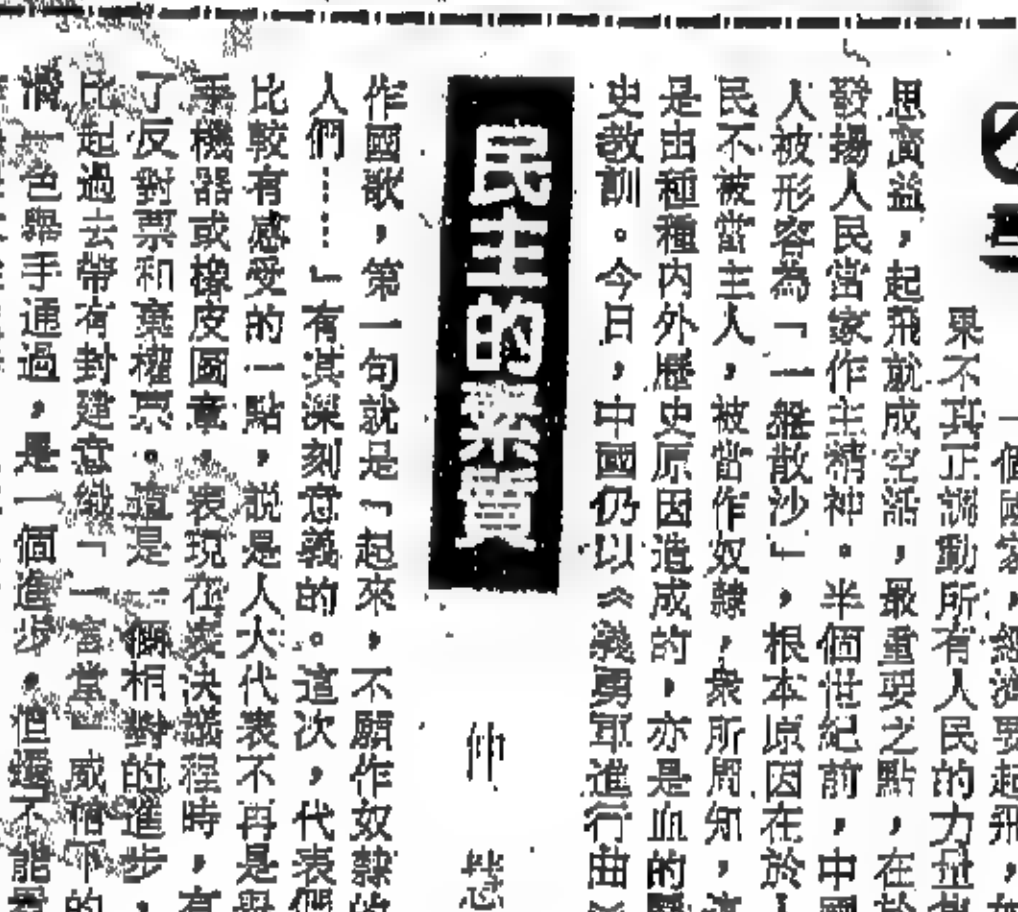 一個國家，經濟要起飛，如
果不真正調動所有人民的力量
思廣益，起飛就成空話，最重要之點，在於
發揚人民當家作主精神。半個世紀前，中國
人被形容為「一盤散沙」，根本原因在於人
民不被當主人，被當作奴隸，衆所周知，這
是由種種内外歷史原因造成的，亦是血的歷
史教訓。今日，中國仍以《義勇軍進行曲》
民主的素質
仲
作國歌，第一句就是「起來，不願作奴隸的
人們……」有其深刻意義的。這次，代表們
比較有感受的一點，說是人大代表不再是舉
手機器或橡皮圖章，表現在表決議程時，有
了反對票和棄權票。這是一個相對的進步，
比起過去帶有封建意識「一言堂」威信下的
清一色舉手通過，是一個進步。但還不能